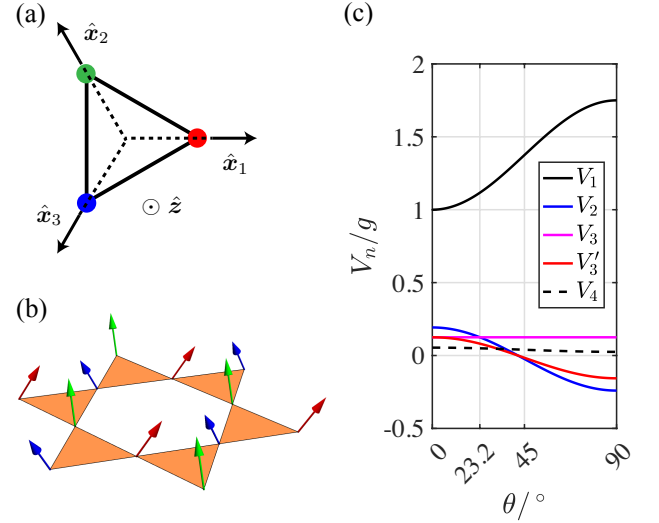 (a)
x̂₂
x̂₁
x̂₃
⊙ ẑ
(b)
(c)
2
1.5
1
0.5
0
-0.5
Vₙ/g
V₁
V₂
V₃
V₃′
V₄
0 23.2 45 90
θ/°